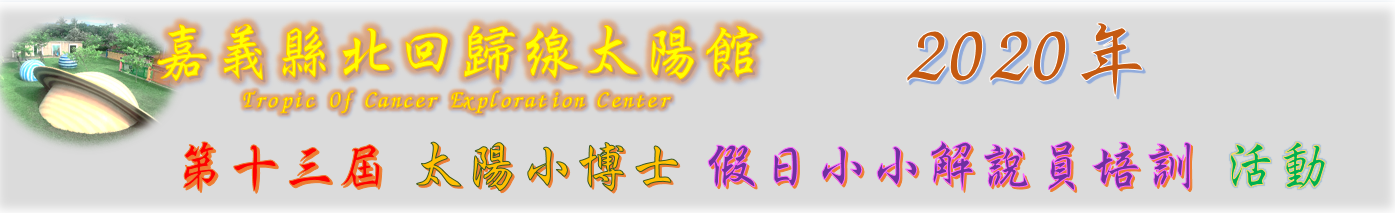 嘉義縣北回歸線太陽館 2020年
Tropic Of Cancer Exploration Center
第十三屆 太陽小博士 假日小小解說員培訓 活動